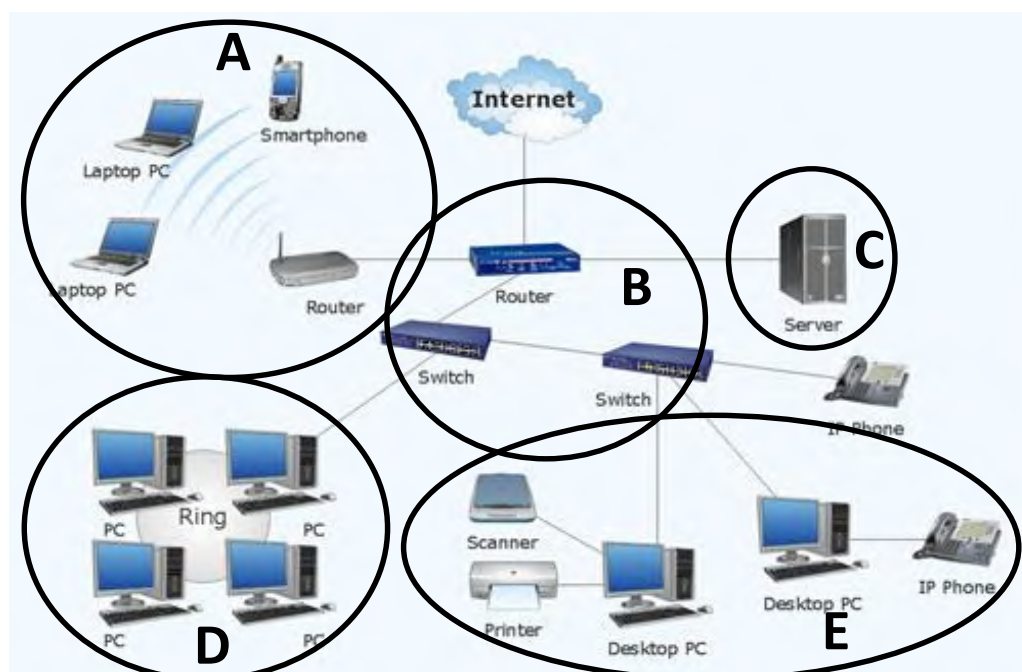 A
Smartphone
Laptop PC
Laptop PC
Router
Internet
Router
B
C
Server
Switch
Switch
IP Phone
Ring
PC
PC
PC
PC
D
Scanner
Printer
Desktop PC
Desktop PC
IP Phone
E